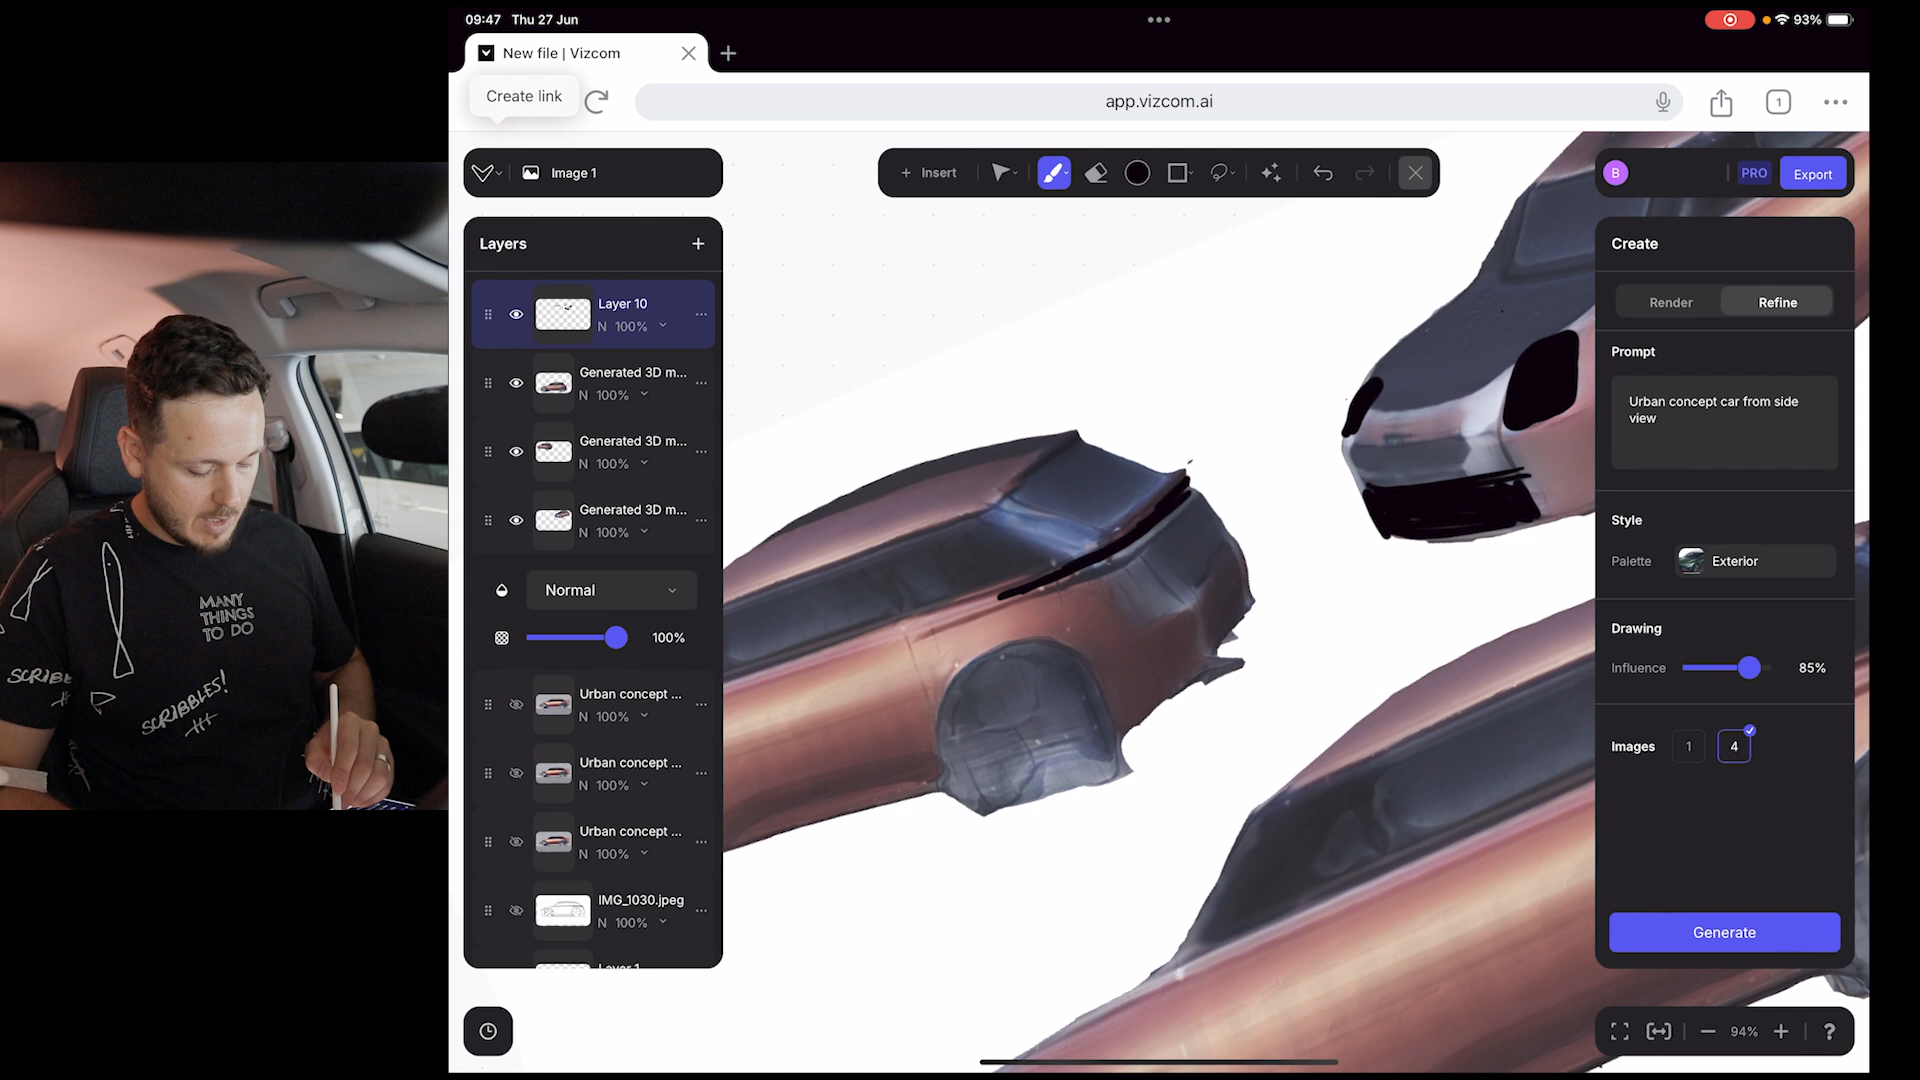 09:47 Thu 27 Jun
93%
New file | Vizcom
Create link
app.vizcom.ai
1
Image 1
Insert
B
PRO
Export
Layers
Layer 10
N 100%
Generated 3D m...
N 100%
Generated 3D m...
N 100%
Generated 3D m...
N 100%
Normal
100%
Urban concept ...
N 100%
Urban concept ...
N 100%
Urban concept ...
N 100%
IMG_1030.jpeg
N 100%
Layer 1
Create
Render
Refine
Prompt
Urban concept car from side
view
Style
Palette
Exterior
Drawing
Influence
85%
Images
1
4
Generate
94%
?
MANY
THINGS
TO DO
SCRIBBLES!